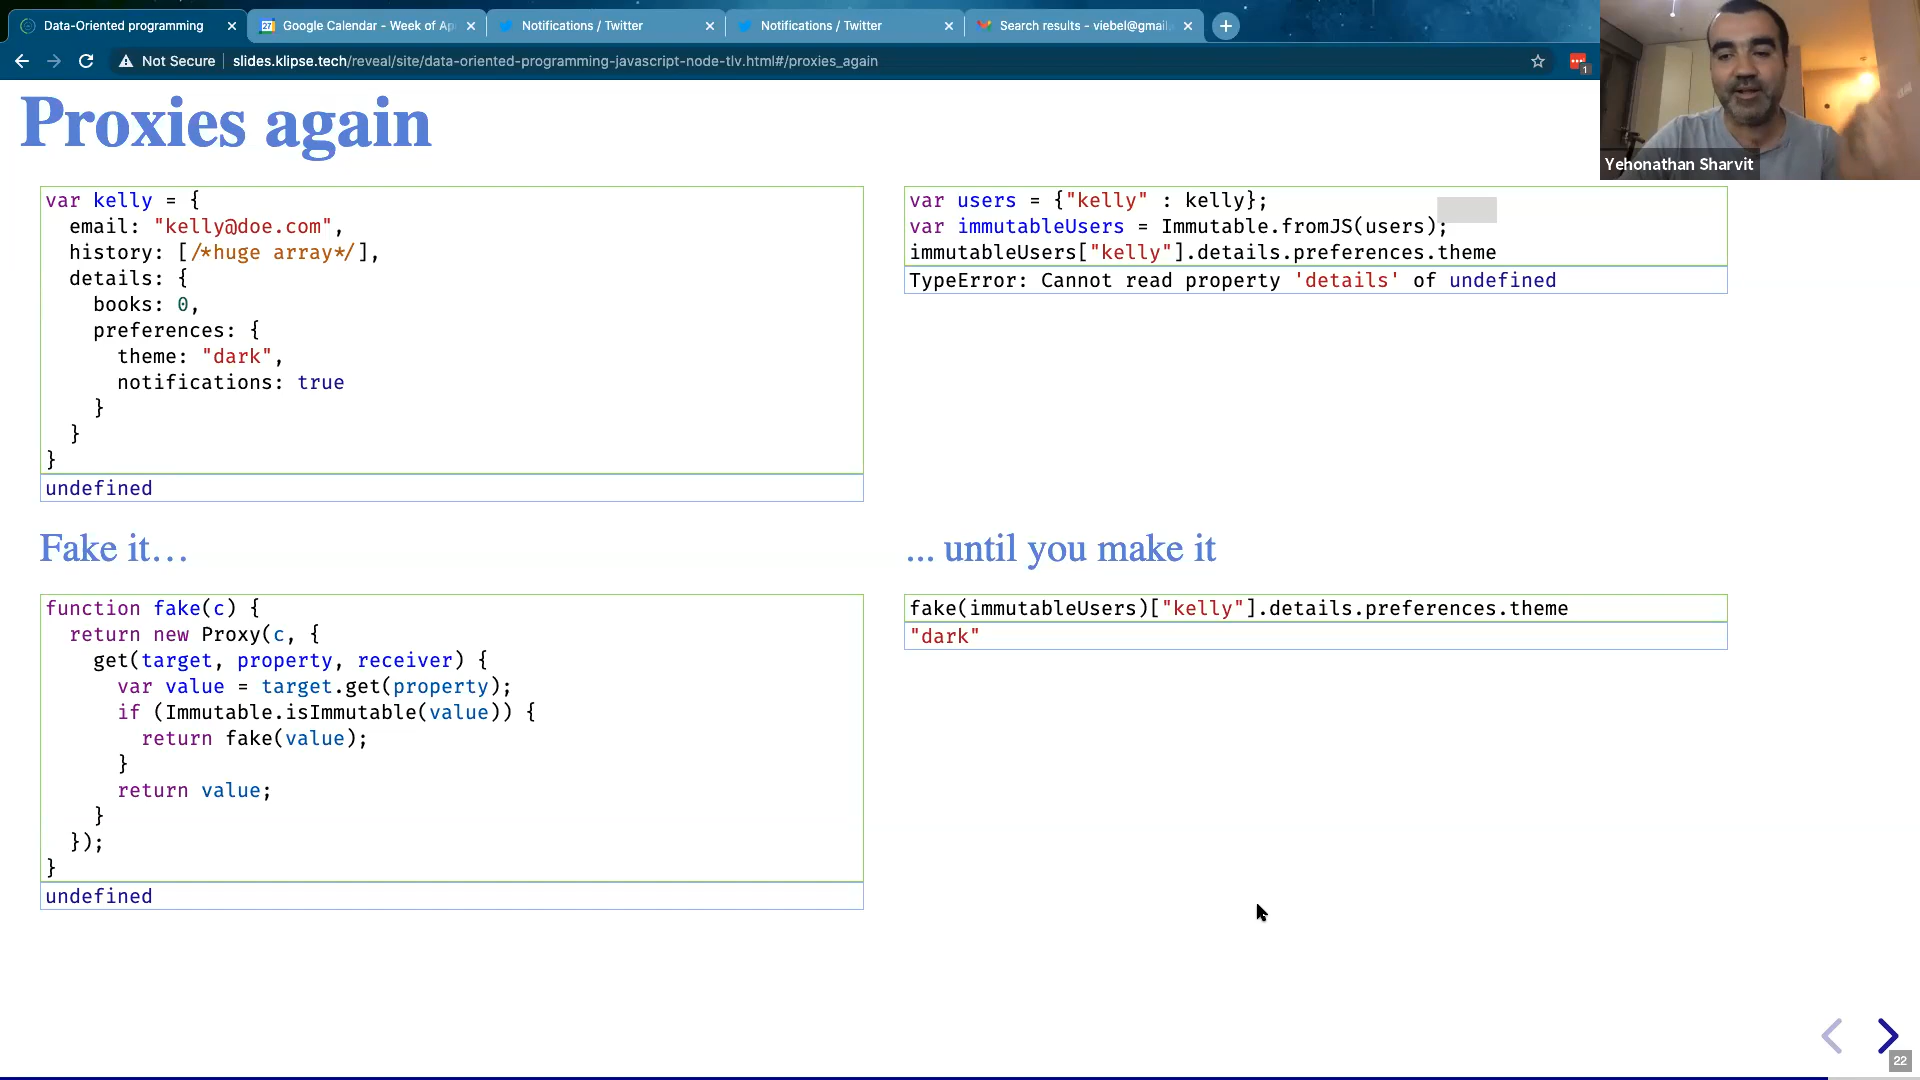 Data-Oriented programming
27 Google Calendar - Week of Ap
Notifications / Twitter
Notifications / Twitter
Search results - viebel@gmail.
Not Secure
slides.klipse.tech/reveal/site/data-oriented-programming-javascript-node-tlv.html#/proxies_again
1
Yehonathan Sharvit
Proxies again
var kelly = {
  email: "kelly@doe.com",
  history: [/*huge array*/],
  details: {
    books: 0,
    preferences: {
      theme: "dark",
      notifications: true
    }
  }
}
undefined
var users = {"kelly" : kelly};
var immutableUsers = Immutable.fromJS(users);
immutableUsers["kelly"].details.preferences.theme
TypeError: Cannot read property 'details' of undefined
Fake it…
function fake(c) {
  return new Proxy(c, {
    get(target, property, receiver) {
      var value = target.get(property);
      if (Immutable.isImmutable(value)) {
        return fake(value);
      }
      return value;
    }
  });
}
undefined
... until you make it
fake(immutableUsers)["kelly"].details.preferences.theme
"dark"
22